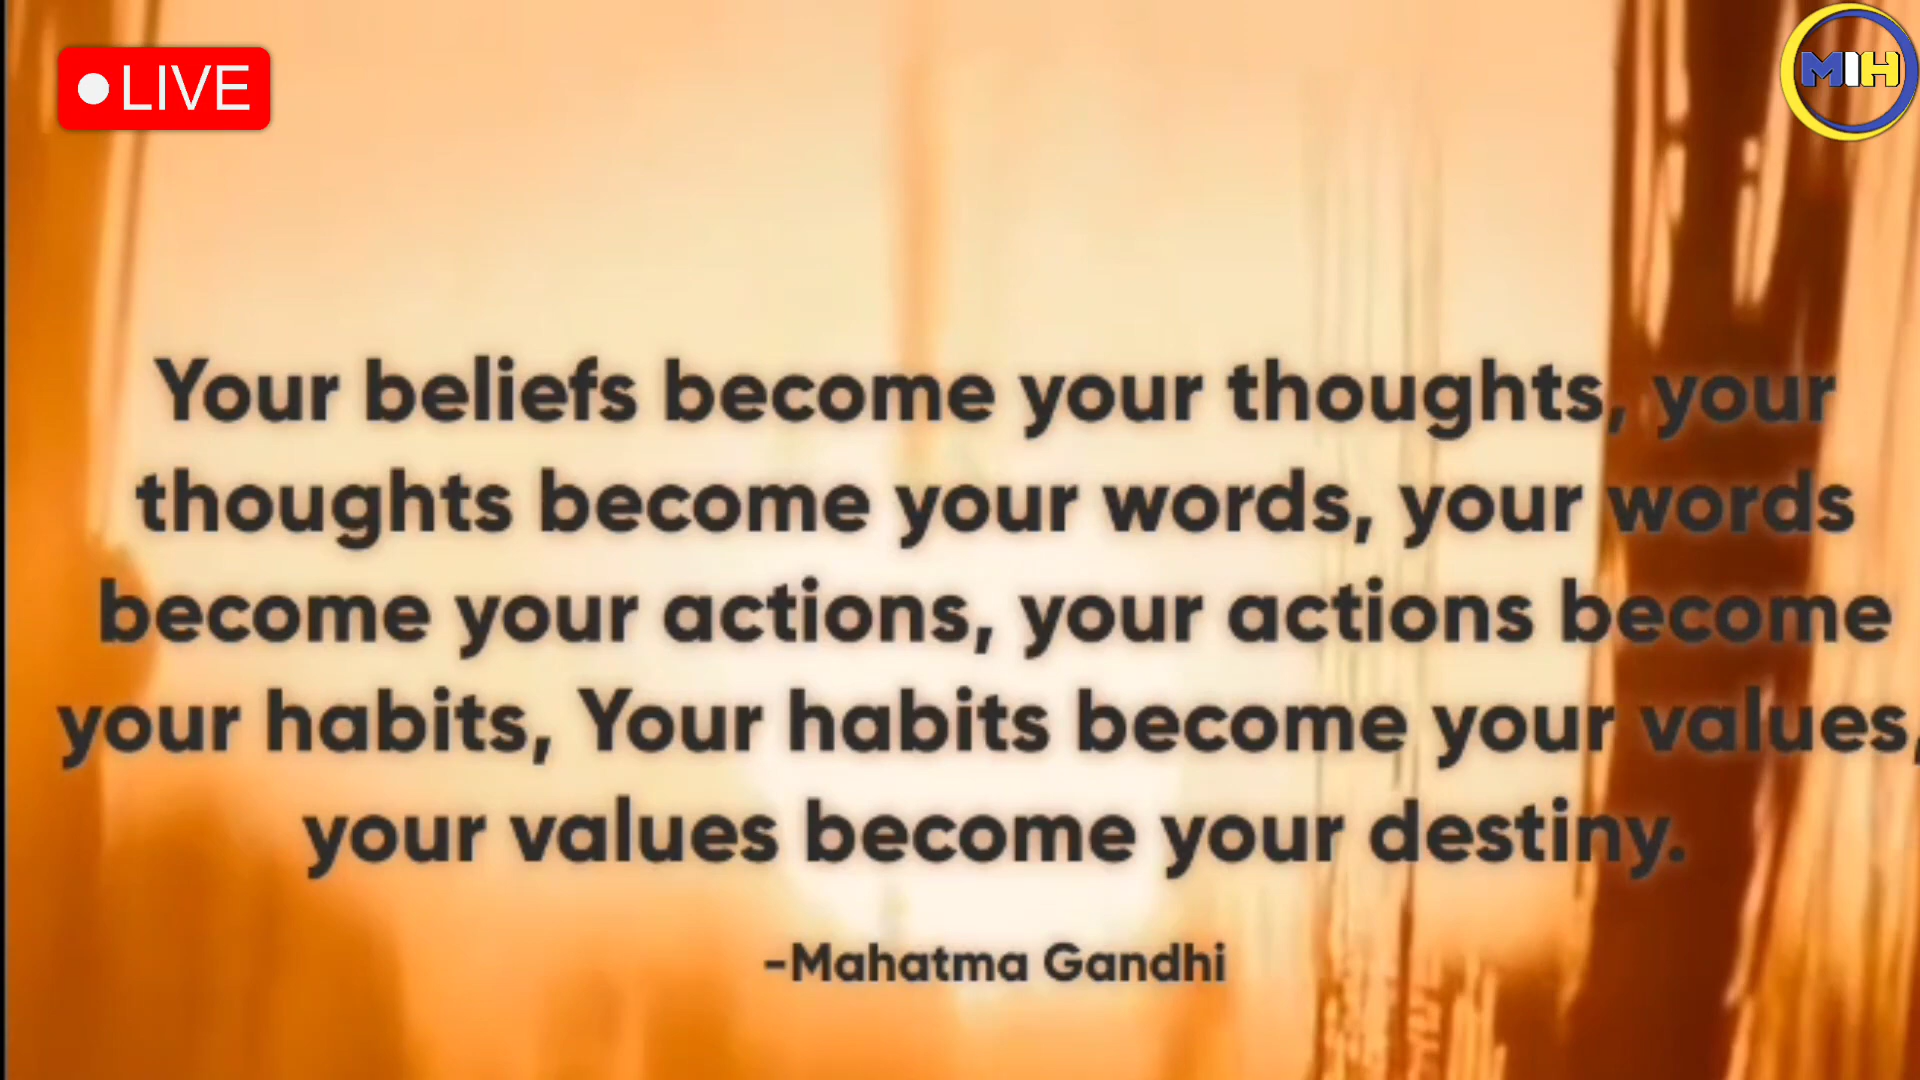 LIVE
MIH
Your beliefs become your thoughts, your
thoughts become your words, your words
become your actions, your actions become
your habits, Your habits become your values,
your values become your destiny.
-Mahatma Gandhi